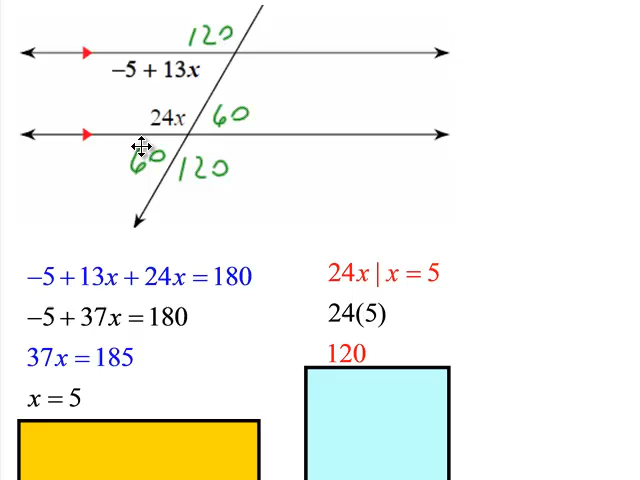 120
−5 + 13x
24x 60
60 120
−5 + 13x + 24x = 180
−5 + 37x = 180
37x = 185
x = 5
24x | x = 5
24(5)
120